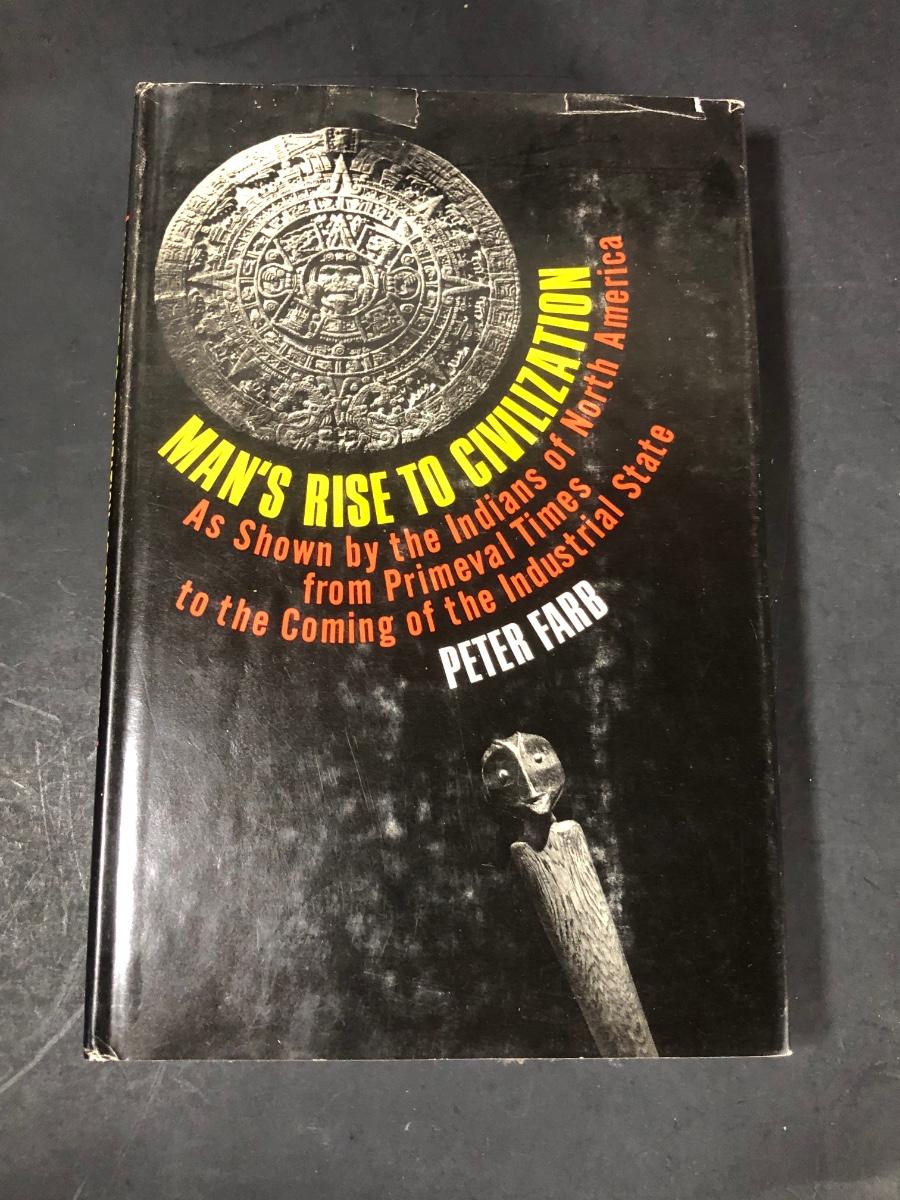 MAN'S RISE TO CIVILIZATION
As Shown by the Indians of North America
from Primeval Times
to the Coming of the Industrial State
PETER FARB